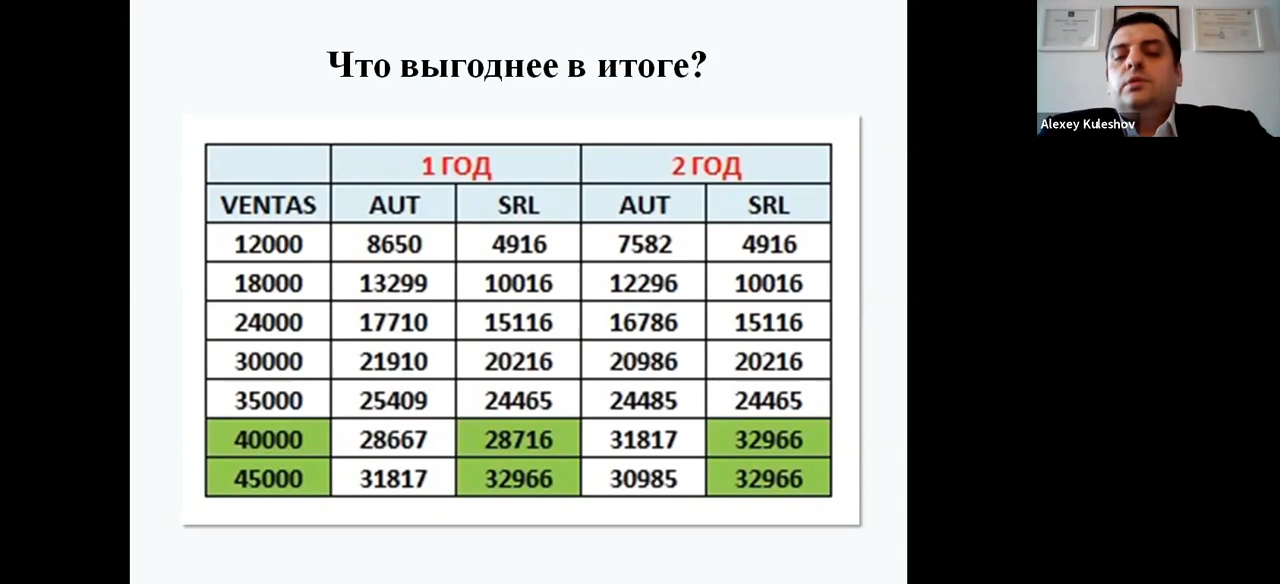 Что выгоднее в итоге?
1 ГОД 2 ГОД
VENTAS AUT SRL AUT SRL
12000 8650 4916 7582 4916
18000 13299 10016 12296 10016
24000 17710 15116 16786 15116
30000 21910 20216 20986 20216
35000 25409 24465 24485 24465
40000 28667 28716 31817 32966
45000 31817 32966 30985 32966
Alexey Kuleshov